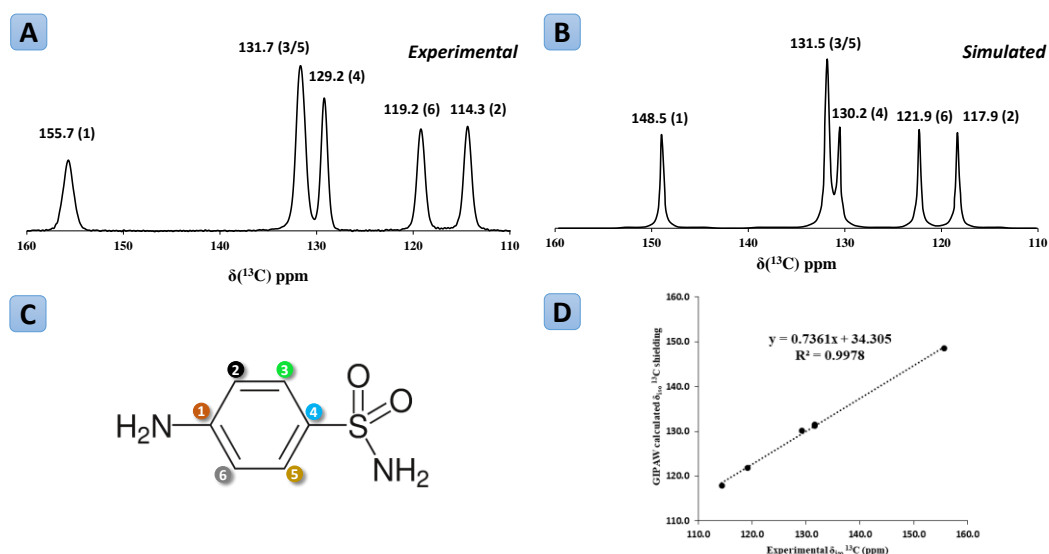 A
Experimental
131.7 (3/5)
129.2 (4)
119.2 (6)
114.3 (2)
155.7 (1)
160 150 140 130 120 110
δ(¹³C) ppm
B
Simulated
131.5 (3/5)
130.2 (4)
121.9 (6)
117.9 (2)
148.5 (1)
160 150 140 130 120 110
δ(¹³C) ppm
C
2 3
1 4
6 5
H₂N
O
O
S
NH₂
D
y = 0.7361x + 34.305
R² = 0.9978
GIPAW calculated δiso ¹³C shielding
160.0
150.0
140.0
130.0
120.0
110.0
110.0 120.0 130.0 140.0 150.0 160.0
Experimental δiso ¹³C (ppm)